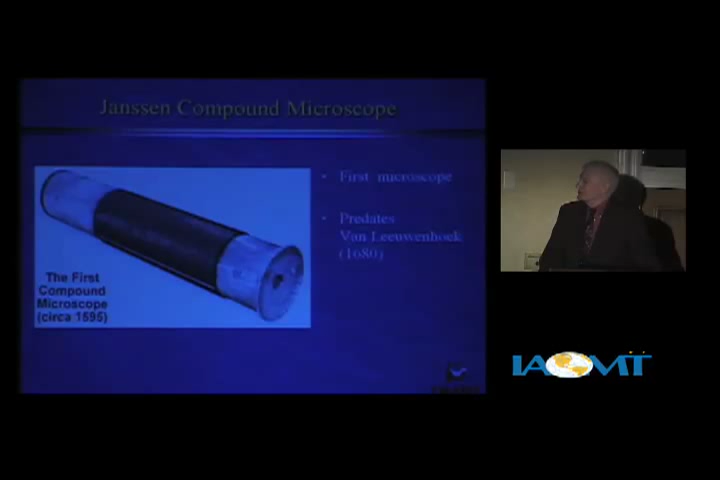 Janssen Compound Microscope
• First microscope
• Predates
Van Leeuwenhoek
(1680)
The First
Compound
Microscope
(circa 1595)
IAOMT